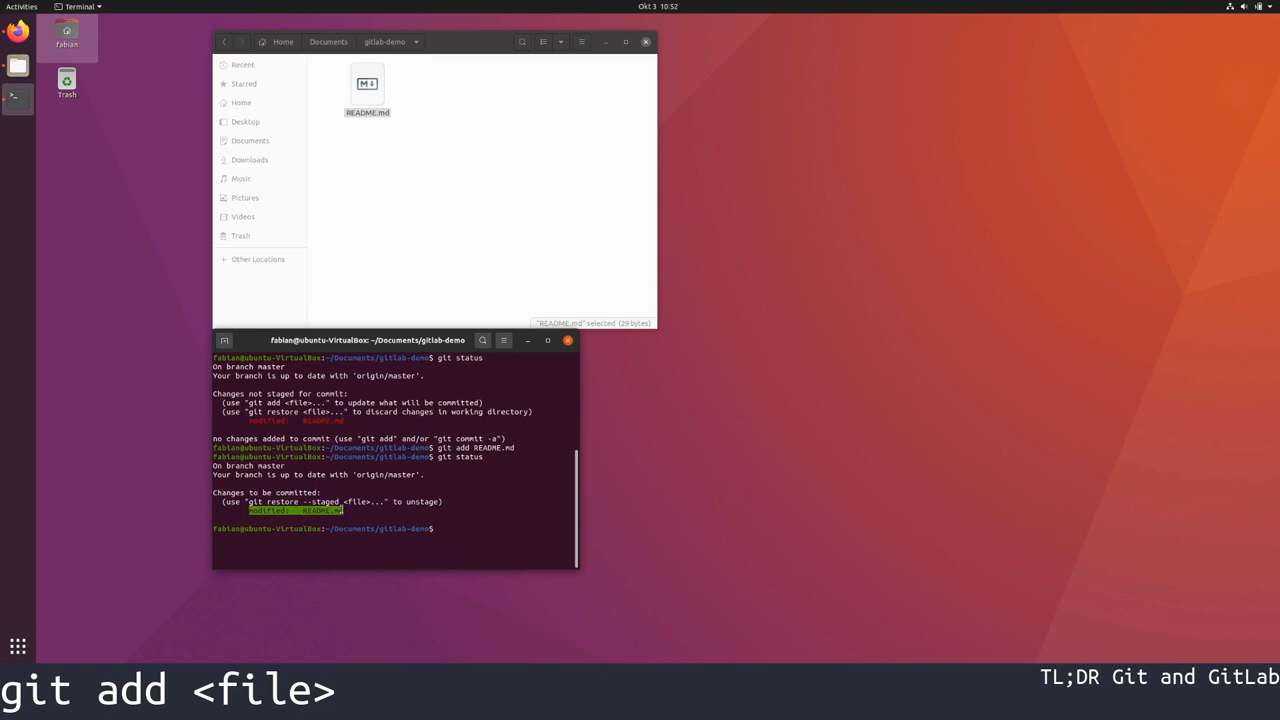 Activities
Terminal
Okt 3 10:52
fabian
Trash
Home
Documents
gitlab-demo
Recent
Starred
Home
Desktop
Documents
Downloads
Music
Pictures
Videos
Trash
+ Other Locations
README.md
"README.md" selected (29 bytes)
fabian@ubuntu-VirtualBox: ~/Documents/gitlab-demo
fabian@ubuntu-VirtualBox:~/Documents/gitlab-demo$ git status
On branch master
Your branch is up to date with 'origin/master'.
Changes not staged for commit:
(use "git add <file>..." to update what will be committed)
(use "git restore <file>..." to discard changes in working directory)
modified: README.md
no changes added to commit (use "git add" and/or "git commit -a")
fabian@ubuntu-VirtualBox:~/Documents/gitlab-demo$ git add README.md
fabian@ubuntu-VirtualBox:~/Documents/gitlab-demo$ git status
On branch master
Your branch is up to date with 'origin/master'.
Changes to be committed:
(use "git restore --staged <file>..." to unstage)
modified: README.md
fabian@ubuntu-VirtualBox:~/Documents/gitlab-demo$
git add <file>
TL;DR Git and GitLab